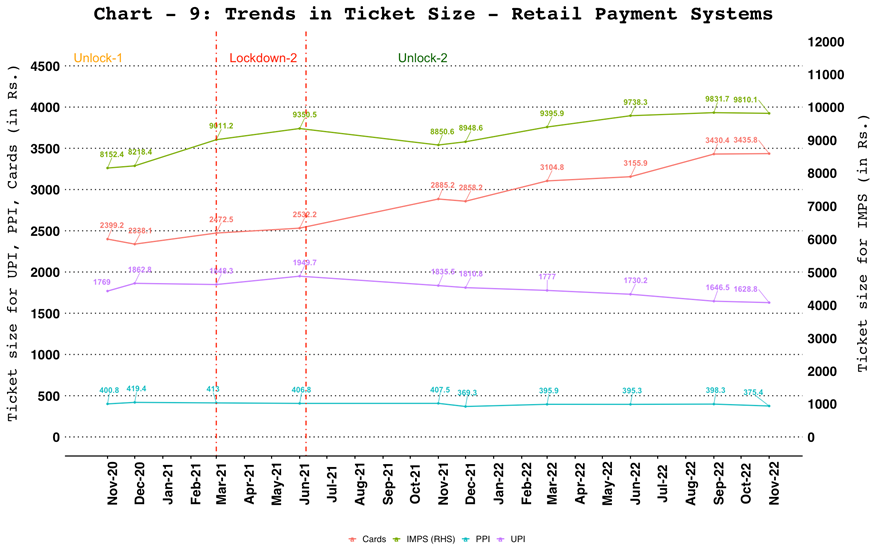 Chart - 9: Trends in Ticket Size - Retail Payment Systems
Unlock-1
Lockdown-2
Unlock-2
Ticket size for UPI, PPI, Cards (in Rs.)
4500
4000
3500
3000
2500
2000
1500
1000
500
0
12000
11000
10000
9000
8000
7000
6000
5000
4000
3000
2000
1000
0
Ticket size for IMPS (in Rs.)
8152.4 8218.4 9011.2 9359.5 8850.6 8948.6 9395.9 9738.3 9831.7 9810.1
2399.2 2338.1 2472.5 2532.2 2885.2 2858.2 3104.8 3155.9 3430.4 3435.8
1769 1862.8 1848.3 1949.7 1835.5 1810.8 1777 1730.2 1646.5 1628.8
400.8 419.4 413 406.8 407.5 369.3 395.9 395.3 398.3 375.4
Nov-20 Dec-20 Jan-21 Feb-21 Mar-21 Apr-21 May-21 Jun-21 Jul-21 Aug-21 Sep-21 Oct-21 Nov-21 Dec-21 Jan-22 Feb-22 Mar-22 Apr-22 May-22 Jun-22 Jul-22 Aug-22 Sep-22 Oct-22 Nov-22
Cards IMPS (RHS) PPI UPI